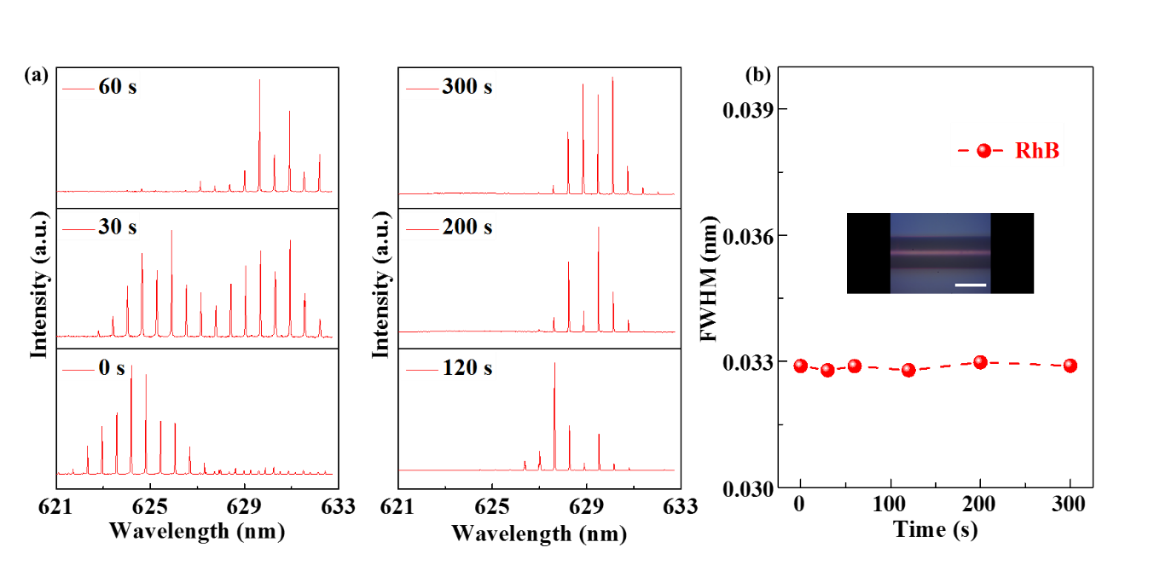 (a)
60 s
30 s
0 s
Intensity (a.u.)
621
625
629
633
Wavelength (nm)
300 s
200 s
120 s
Intensity (a.u.)
621
625
629
633
Wavelength (nm)
(b)
0.039
0.036
0.033
0.030
FWHM (nm)
RhB
0
100
200
300
Time (s)